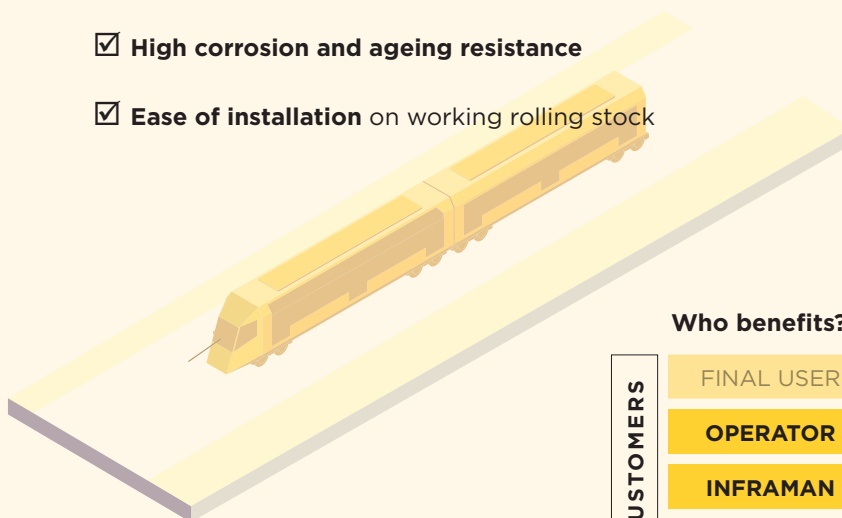 ☑ High corrosion and ageing resistance
☑ Ease of installation on working rolling stock
Who benefits?
USTOMERS
FINAL USER
OPERATOR
INFRAMAN